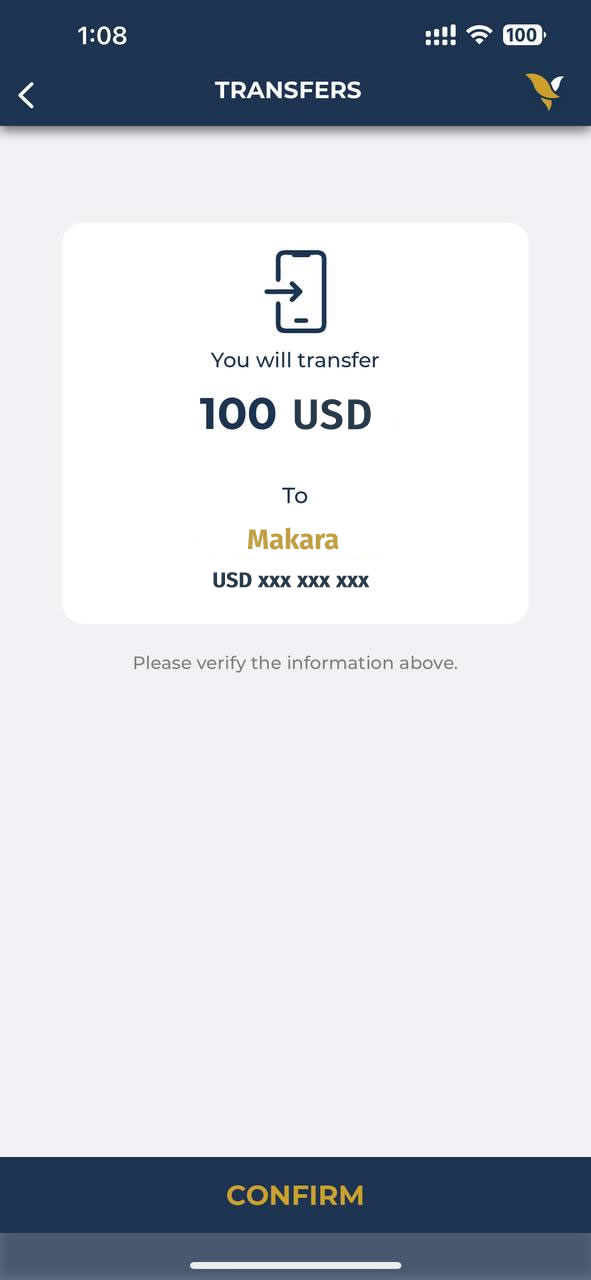 1:08
100
TRANSFERS
You will transfer
100 USD
To
Makara
USD xxx xxx xxx
Please verify the information above.
CONFIRM